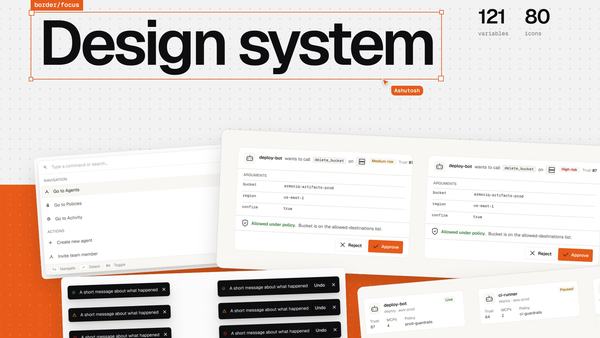 border/focus
Design system
121
variables
80
icons
Ashutosh
Type a command or search...
NAVIGATION
Go to Agents
Go to Policies
Go to Activity
ACTIONS
Create new agent
Invite team member
Navigate
Select
Toggle
deploy-bot wants to call delete_bucket on
Medium risk
Trust
ARGUMENTS
bucket
region us-east-1
confirm true
Allowed under policy. Bucket is on the allowed-destinations list.
Reject
Approve
deploy-bot wants to call delete_bucket on
High risk
Trust
ARGUMENTS
bucket
region us-east-1
confirm true
Allowed under policy. Bucket is on the allowed-destinations list.
Reject
Approve
A short message about what happened
A short message about what happened Undo
A short message about what happened
A short message about what happened Undo
A short message about what happened
A short message about what happened Undo
deploy-bot
Live
Trust MCPs Policy
87 4 prod-guardrails
ci-runner
Paused
Trust MCPs Policy
64 2 ci-guardrails